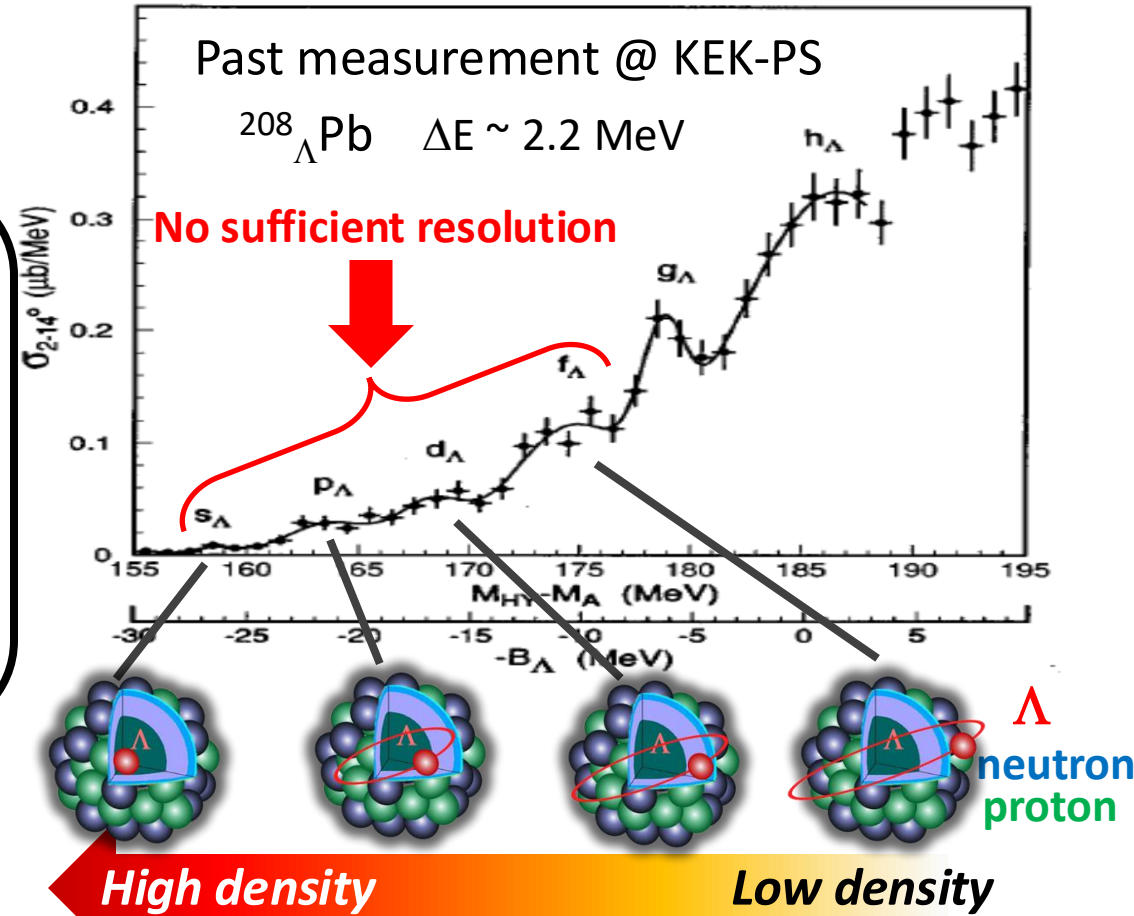 Past measurement @ KEK-PS
²⁰⁸ΛPb ΔE ~ 2.2 MeV
No sufficient resolution
σ2-14° (μb/MeV)
0.4
0.3
0.2
0.1
0
sΛ
pΛ
dΛ
fΛ
gΛ
hΛ
155 160 165 170 175 180 185 190 195
MHY-MA (MeV)
-30 -25 -20 -15 -10 -5 0 5
-BΛ (MeV)
Λ Λ Λ Λ
Λ
neutron
proton
High density Low density